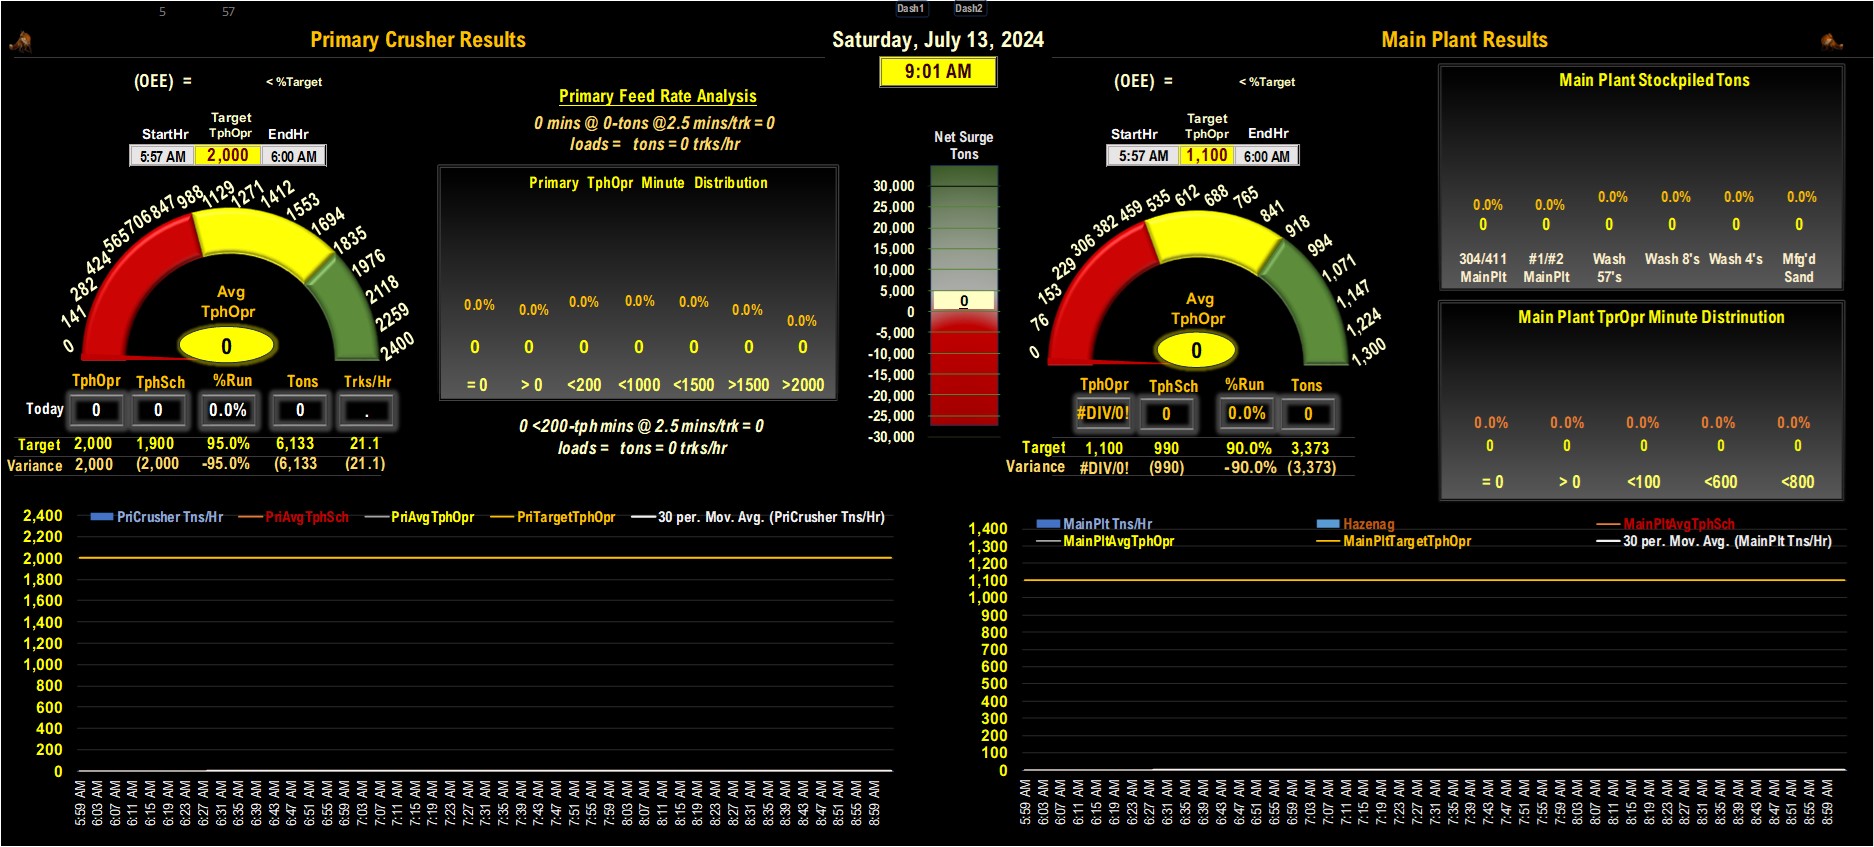 5 57 Dash1 Dash2
Primary Crusher Results
Saturday, July 13, 2024
Main Plant Results
9:01 AM
(OEE) = < %Target
Target
StartHr TphOpr EndHr
5:57 AM 2,000 6:00 AM
0 141 282 424 565 706 847 988 1129 1271 1412 1553 1694 1835 1976 2118 2259 2400
Avg
TphOpr
0
TphOpr TphSch %Run Tons Trks/Hr
Today 0 0 0.0% 0 .
Target 2,000 1,900 95.0% 6,133 21.1
Variance 2,000 (2,000 -95.0% (6,133 (21.1)
Primary Feed Rate Analysis
0 mins @ 0-tons @2.5 mins/trk = 0
loads = tons = 0 trks/hr
Primary TphOpr Minute Distribution
0.0% 0.0% 0.0% 0.0% 0.0% 0.0% 0.0%
0 0 0 0 0 0 0
= 0 > 0 <200 <1000 <1500 >1500 >2000
0 <200-tph mins @ 2.5 mins/trk = 0
loads = tons = 0 trks/hr
Net Surge
Tons
30,000
25,000
20,000
15,000
10,000
5,000
0
0
-5,000
-10,000
-15,000
-20,000
-25,000
-30,000
(OEE) = < %Target
Target
StartHr TphOpr EndHr
5:57 AM 1,100 6:00 AM
0 76 153 229 306 382 459 535 612 688 765 841 918 994 1,071 1,147 1,224 1,300
Avg
TphOpr
0
TphOpr TphSch %Run Tons
#DIV/0! 0 0.0% 0
Target 1,100 990 90.0% 3,373
Variance #DIV/0! (990) -90.0% (3,373)
Main Plant Stockpiled Tons
0.0% 0.0% 0.0% 0.0% 0.0% 0.0%
0 0 0 0 0 0
304/411 #1/#2 Wash Wash 8's Wash 4's Mfg'd
MainPlt MainPlt 57's Sand
Main Plant TprOpr Minute Distrinution
0.0% 0.0% 0.0% 0.0% 0.0%
0 0 0 0 0
= 0 > 0 <100 <600 <800
PriCrusher Tns/Hr PriAvgTphSch PriAvgTphOpr PriTargetTphOpr 30 per. Mov. Avg. (PriCrusher Tns/Hr)
2,400
2,200
2,000
1,800
1,600
1,400
1,200
1,000
800
600
400
200
0
5:59 AM 6:03 AM 6:07 AM 6:11 AM 6:15 AM 6:19 AM 6:23 AM 6:27 AM 6:31 AM 6:35 AM 6:39 AM 6:43 AM 6:47 AM 6:51 AM 6:55 AM 6:59 AM 7:03 AM 7:07 AM 7:11 AM 7:15 AM 7:19 AM 7:23 AM 7:27 AM 7:31 AM 7:35 AM 7:39 AM 7:43 AM 7:47 AM 7:51 AM 7:55 AM 7:59 AM 8:03 AM 8:07 AM 8:11 AM 8:15 AM 8:19 AM 8:23 AM 8:27 AM 8:31 AM 8:35 AM 8:39 AM 8:43 AM 8:47 AM 8:51 AM 8:55 AM 8:59 AM
MainPlt Tns/Hr Hazenag MainPltAvgTphSch
MainPltAvgTphOpr MainPltTargetTphOpr 30 per. Mov. Avg. (MainPlt Tns/Hr)
1,400
1,300
1,200
1,100
1,000
900
800
700
600
500
400
300
200
100
0
5:59 AM 6:03 AM 6:07 AM 6:11 AM 6:15 AM 6:19 AM 6:23 AM 6:27 AM 6:31 AM 6:35 AM 6:39 AM 6:43 AM 6:47 AM 6:51 AM 6:55 AM 6:59 AM 7:03 AM 7:07 AM 7:11 AM 7:15 AM 7:19 AM 7:23 AM 7:27 AM 7:31 AM 7:35 AM 7:39 AM 7:43 AM 7:47 AM 7:51 AM 7:55 AM 7:59 AM 8:03 AM 8:07 AM 8:11 AM 8:15 AM 8:19 AM 8:23 AM 8:27 AM 8:31 AM 8:35 AM 8:39 AM 8:43 AM 8:47 AM 8:51 AM 8:55 AM 8:59 AM